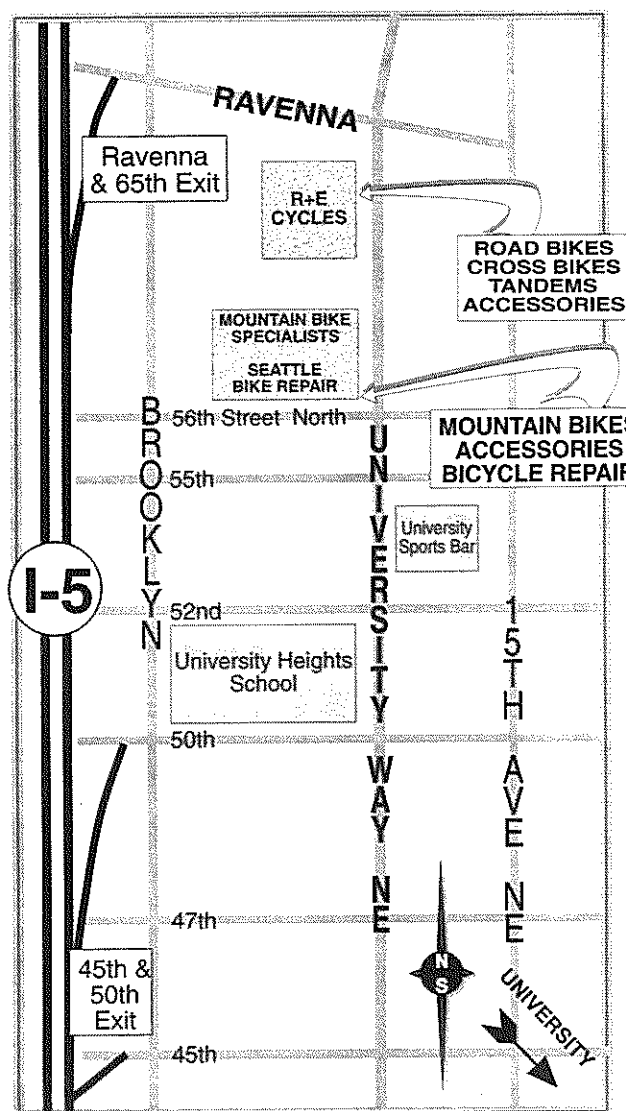 RAVENNA
Ravenna
& 65th Exit
R+E
CYCLES
ROAD BIKES
CROSS BIKES
TANDEMS
ACCESSORIES
MOUNTAIN BIKE
SPECIALISTS
SEATTLE
BIKE REPAIR
MOUNTAIN BIKES
ACCESSORIES
BICYCLE REPAIR
BROOKLYN
56th Street North
UNIVERSITY WAY NE
55th
University
Sports Bar
I-5
52nd
15TH AVE NE
University Heights
School
50th
47th
45th &
50th
Exit
N
S
UNIVERSITY
45th